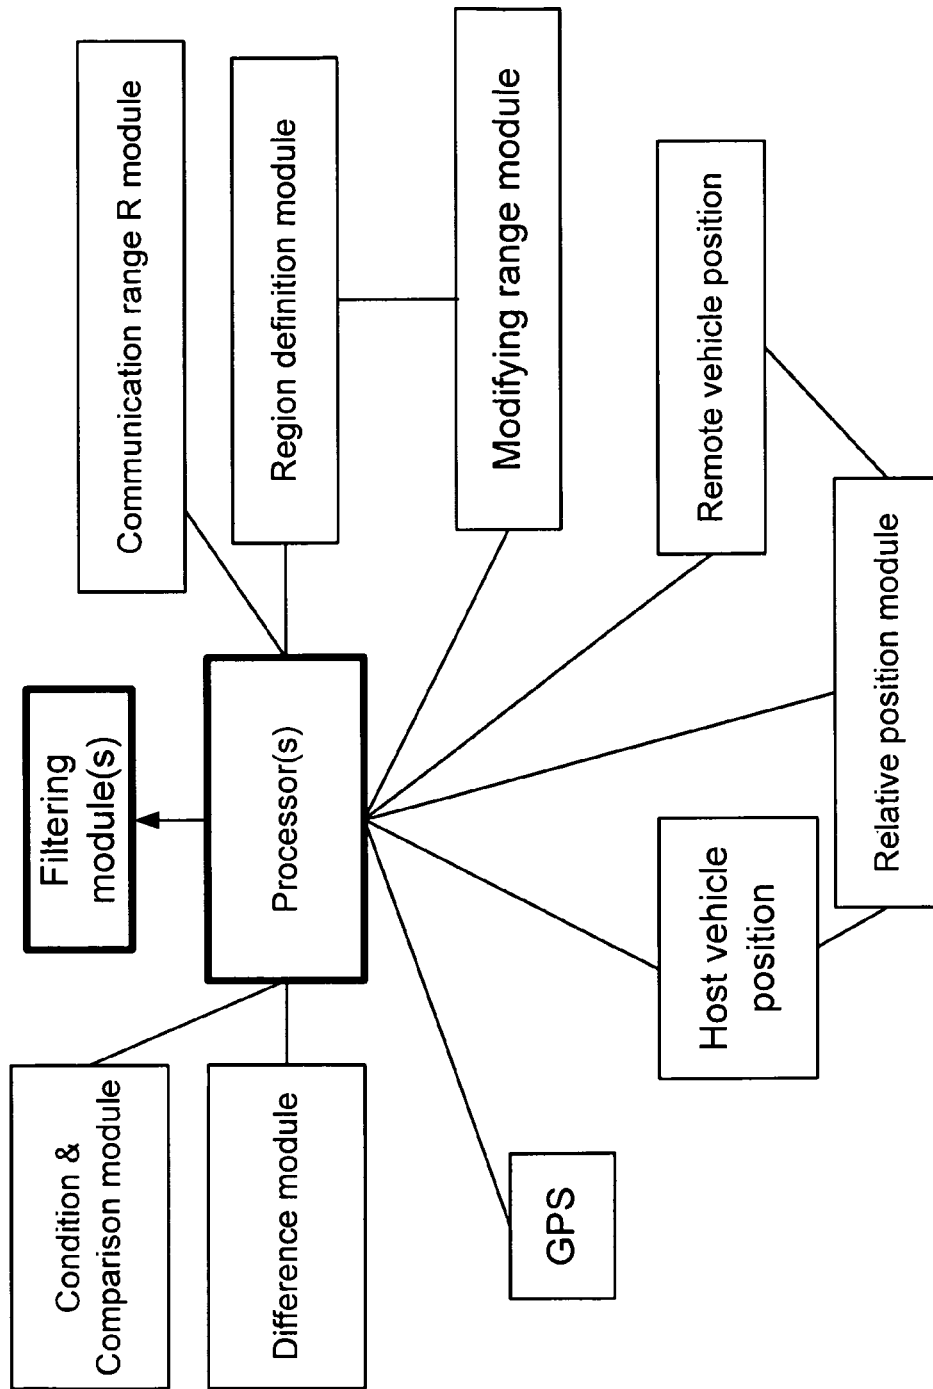 Condition &
Comparison module
Difference module
GPS
Filtering
module(s)
Processor(s)
Host vehicle
position
Relative position module
Communication range R module
Region definition module
Modifying range module
Remote vehicle position